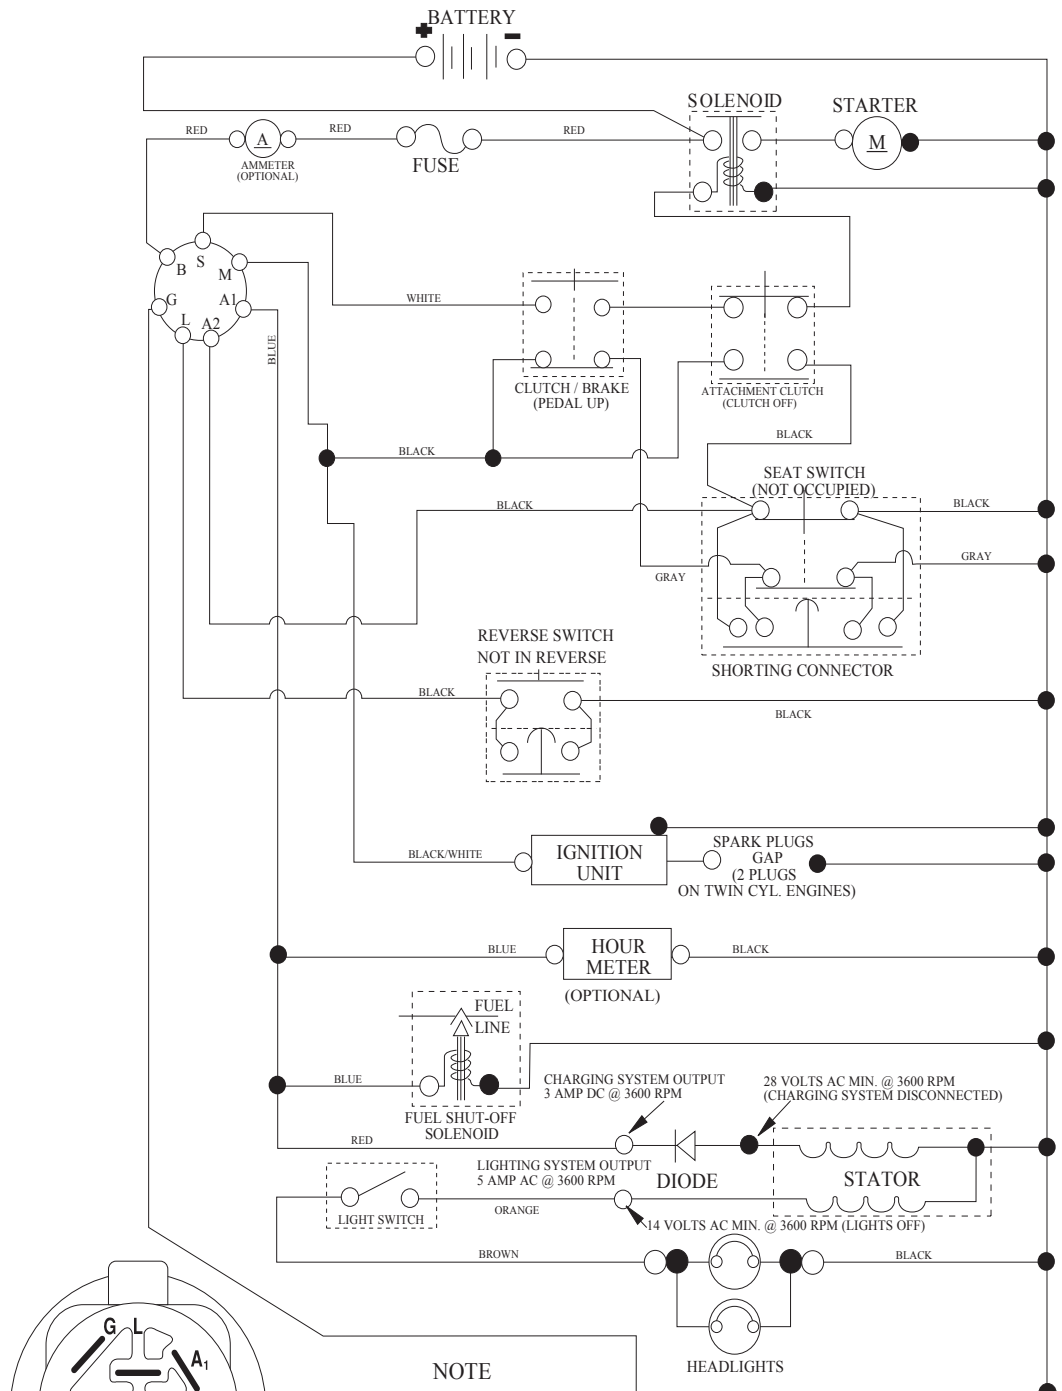 BATTERY
SOLENOID
STARTER
RED
A
RED
RED
M
AMMETER
(OPTIONAL)
FUSE
B
S
M
G
A1
L
A2
BLUE
WHITE
CLUTCH / BRAKE
(PEDAL UP)
ATTACHMENT CLUTCH
(CLUTCH OFF)
BLACK
BLACK
SEAT SWITCH
(NOT OCCUPIED)
BLACK
BLACK
GRAY
GRAY
SHORTING CONNECTOR
REVERSE SWITCH
NOT IN REVERSE
BLACK
BLACK
BLACK/WHITE
IGNITION
UNIT
SPARK PLUGS
GAP
(2 PLUGS
ON TWIN CYL. ENGINES)
BLUE
HOUR
METER
BLACK
(OPTIONAL)
FUEL
LINE
BLUE
FUEL SHUT-OFF
SOLENOID
CHARGING SYSTEM OUTPUT
3 AMP DC @ 3600 RPM
28 VOLTS AC MIN. @ 3600 RPM
(CHARGING SYSTEM DISCONNECTED)
RED
LIGHTING SYSTEM OUTPUT
5 AMP AC @ 3600 RPM
DIODE
STATOR
LIGHT SWITCH
ORANGE
14 VOLTS AC MIN. @ 3600 RPM (LIGHTS OFF)
BROWN
BLACK
HEADLIGHTS
G L
A1
NOTE